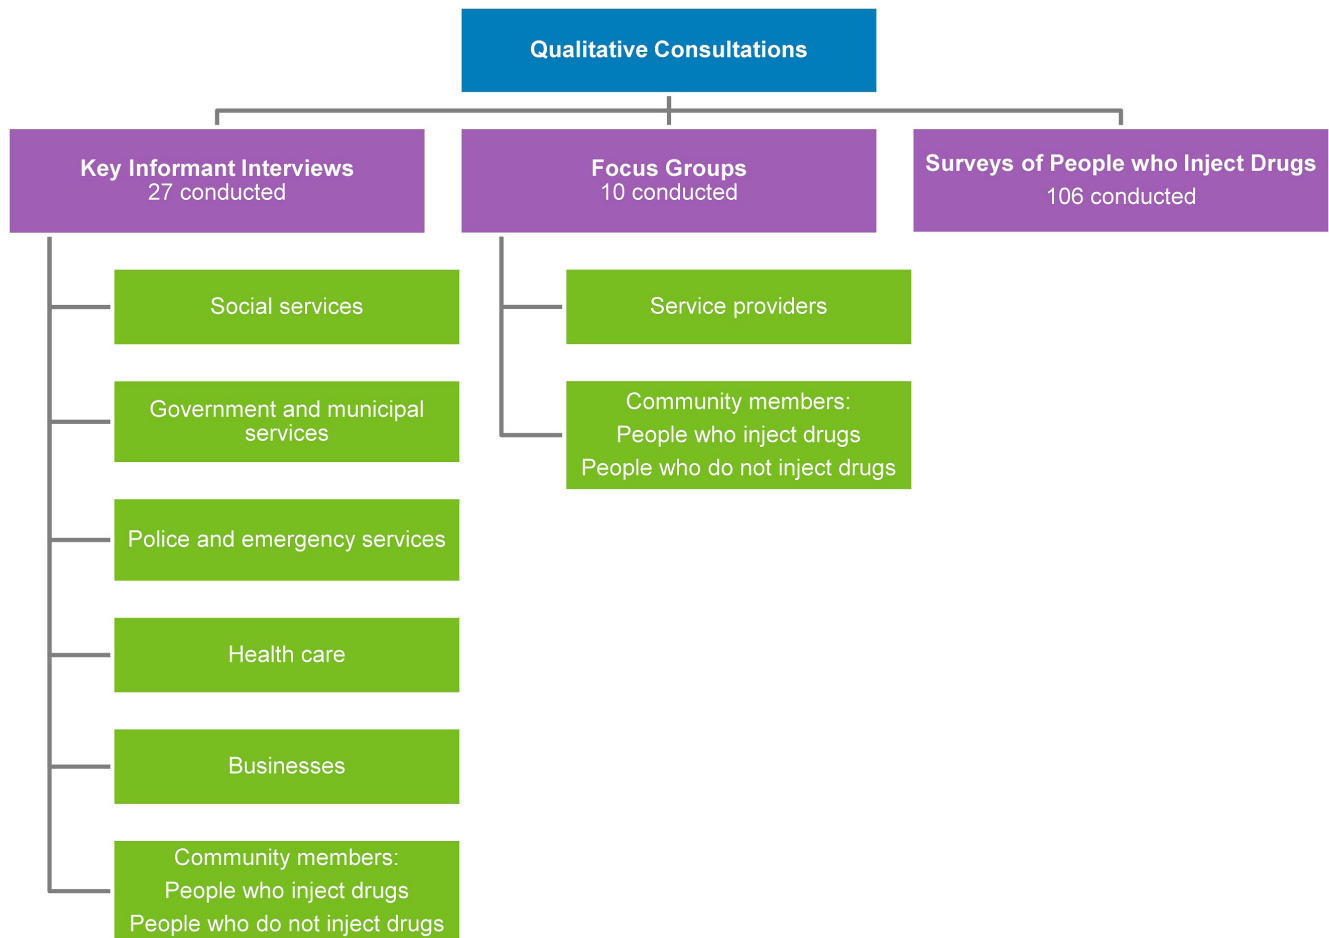 Qualitative Consultations
Key Informant Interviews
27 conducted
Social services
Government and municipal
services
Police and emergency services
Health care
Businesses
Community members:
People who inject drugs
People who do not inject drugs
Focus Groups
10 conducted
Service providers
Community members:
People who inject drugs
People who do not inject drugs
Surveys of People who Inject Drugs
106 conducted